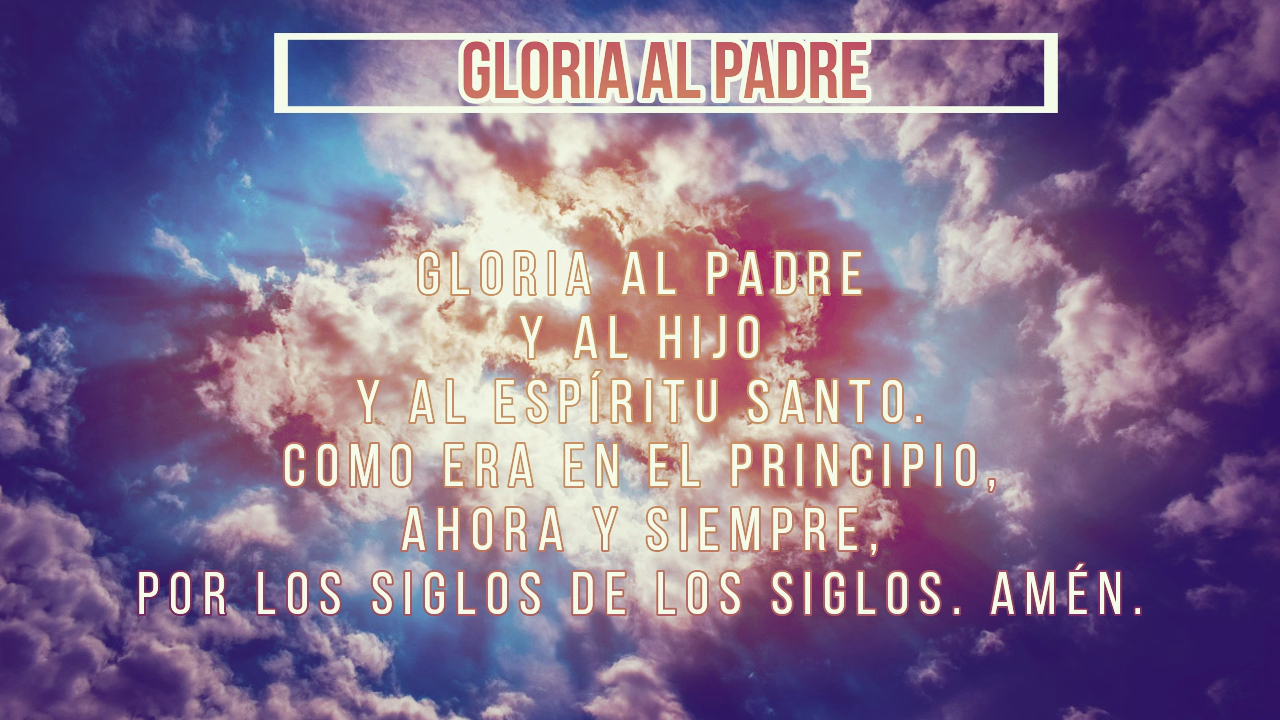 GLORIA AL PADRE
GLORIA AL PADRE
Y AL HIJO
Y AL ESPÍRITU SANTO.
COMO ERA EN EL PRINCIPIO,
AHORA Y SIEMPRE,
POR LOS SIGLOS DE LOS SIGLOS. AMÉN.